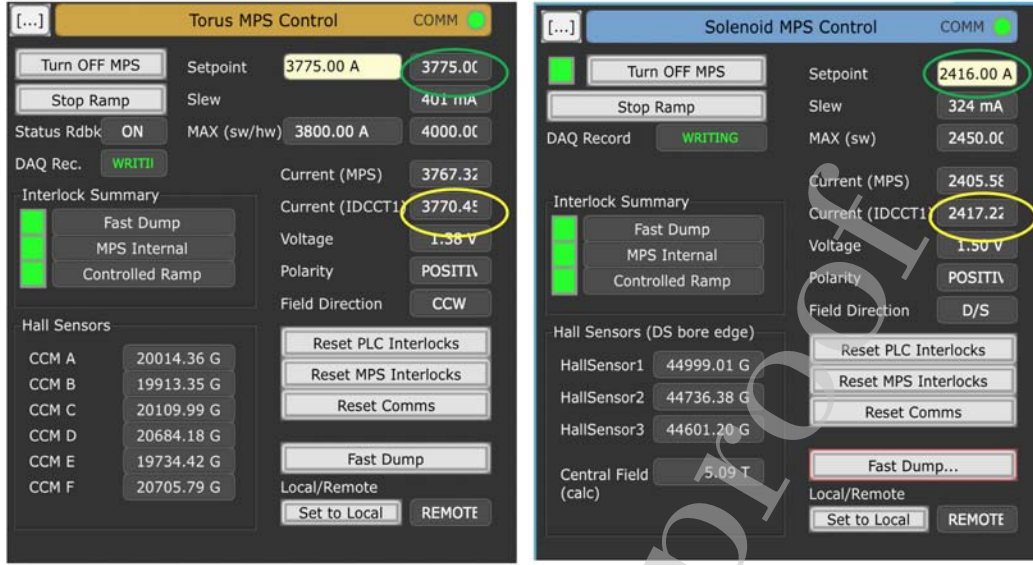 [...] Torus MPS Control COMM
Turn OFF MPS Setpoint 3775.00 A 3775.0
Stop Ramp Slew 401 mA
Status Rdbk ON MAX (sw/hw) 3800.00 A 4000.0
DAQ Rec. WRITI
Current (MPS) 3767.32
Interlock Summary
Current (IDCCT1) 3770.45
Fast Dump
MPS Internal
Voltage 1.38 V
Controlled Ramp
Polarity POSITI
Field Direction CCW
Hall Sensors
CCM A 20014.36 G
CCM B 19913.35 G
CCM C 20109.99 G
CCM D 20684.18 G
CCM E 19734.42 G
CCM F 20705.79 G
Reset PLC Interlocks
Reset MPS Interlocks
Reset Comms
Fast Dump
Local/Remote
Set to Local REMOTE
[...] Solenoid MPS Control COMM
Turn OFF MPS Setpoint 2416.00 A
Stop Ramp Slew 324 mA
DAQ Record WRITING MAX (sw) 2450.0
Current (MPS) 2405.58
Interlock Summary
Current (IDCCT1) 2417.22
Fast Dump
MPS Internal
Voltage 1.50 V
Controlled Ramp
Polarity POSITI
Field Direction D/S
Hall Sensors (DS bore edge)
HallSensor1 44999.01 G
HallSensor2 44736.38 G
HallSensor3 44601.20 G
Central Field 5.09 T
(calc)
Reset PLC Interlocks
Reset MPS Interlocks
Reset Comms
Fast Dump...
Local/Remote
Set to Local REMOTE
proof